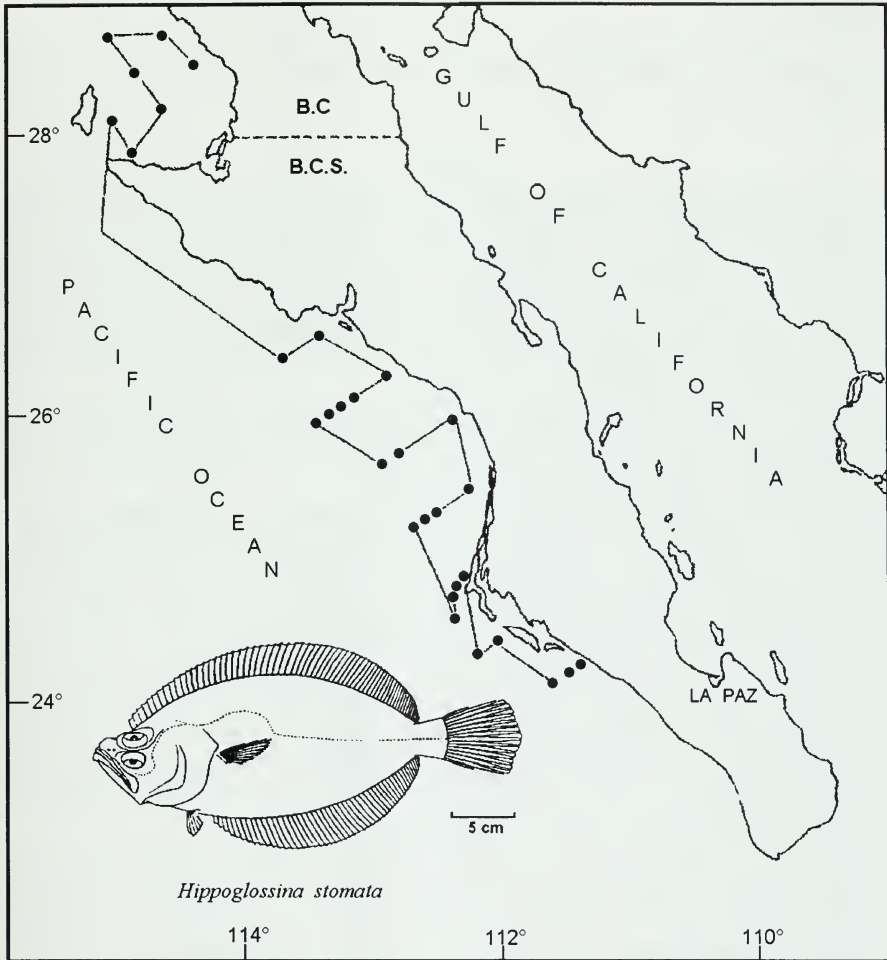 B.C
B.C.S.
GULF OF CALIFORNIA
28°
PACIFIC OCEAN
26°
24°
LA PAZ
5 cm
Hippoglossina stomata
114°
112°
110°